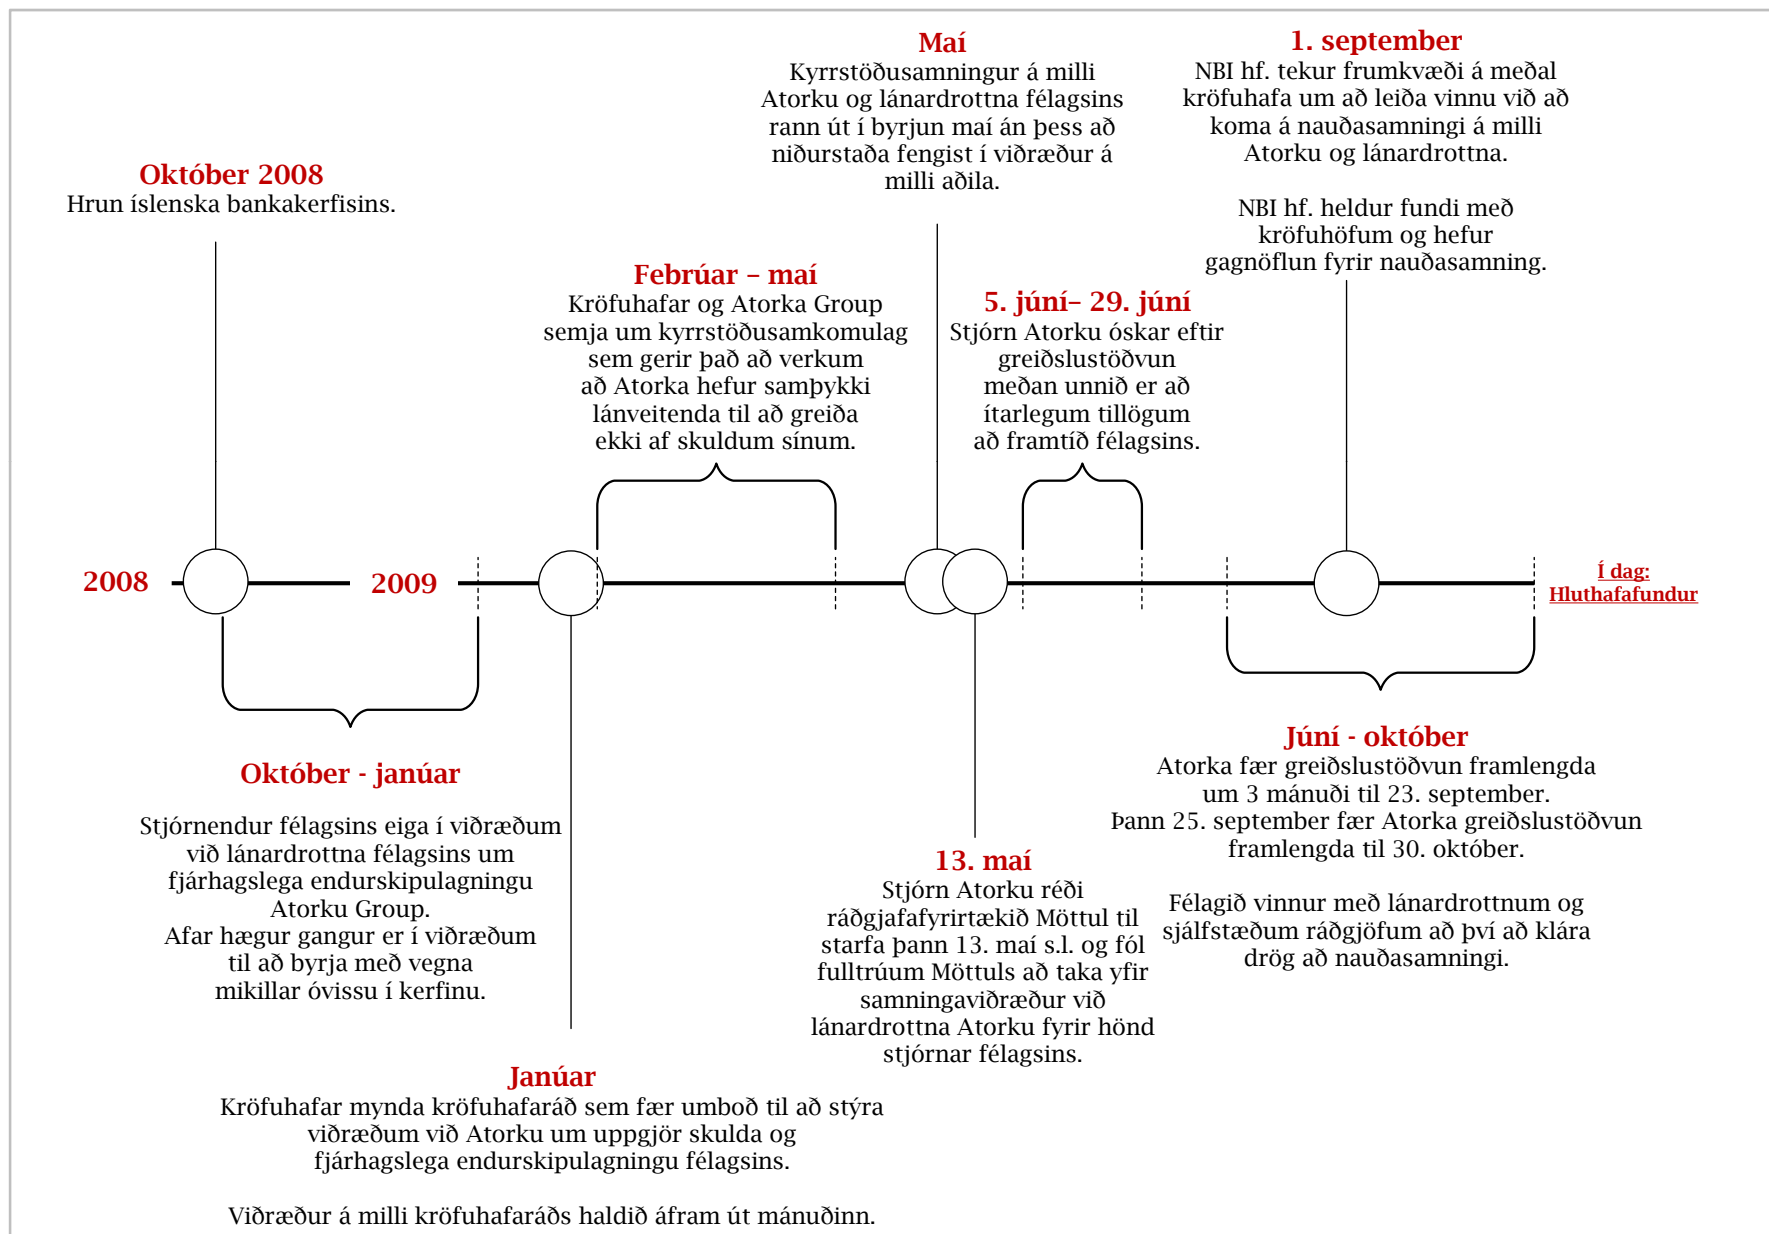 Október 2008
Hrun íslenska bankakerfisins.
Febrúar – maí
Kröfuhafar og Atorka Group
semja um kyrrstöðusamkomulag
sem gerir það að verkum
að Atorka hefur samþykki
lánveitenda til að greiða
ekki af skuldum sínum.
Maí
Kyrrstöðusamningur á milli
Atorku og lánardrottna félagsins
rann út í byrjun maí án þess að
niðurstaða fengist í viðræður á
milli aðila.
5. júní– 29. júní
Stjórn Atorku óskar eftir
greiðslustöðvun
meðan unnið er að
ítarlegum tillögum
að framtíð félagsins.
1. september
NBI hf. tekur frumkvæði á meðal
kröfuhafa um að leiða vinnu við að
koma á nauðasamningi á milli
Atorku og lánardrottna.
NBI hf. heldur fundi með
kröfuhöfum og hefur
gagnöflun fyrir nauðasamning.
2008
2009
Í dag:
Hluthafafundur
Október - janúar
Stjórnendur félagsins eiga í viðræðum
við lánardrottna félagsins um
fjárhagslega endurskipulagningu
Atorku Group.
Afar hægur gangur er í viðræðum
til að byrja með vegna
mikillar óvissu í kerfinu.
Janúar
Kröfuhafar mynda kröfuhafaráð sem fær umboð til að stýra
viðræðum við Atorku um uppgjör skulda og
fjárhagslega endurskipulagningu félagsins.
Viðræður á milli kröfuhafaráðs haldið áfram út mánuðinn.
13. maí
Stjórn Atorku réði
ráðgjafafyrirtækið Möttul til
starfa þann 13. maí s.l. og fól
fulltrúum Möttuls að taka yfir
samningaviðræður við
lánardrottna Atorku fyrir hönd
stjórnar félagsins.
Júní - október
Atorka fær greiðslustöðvun framlengda
um 3 mánuði til 23. september.
Þann 25. september fær Atorka greiðslustöðvun
framlengda til 30. október.
Félagið vinnur með lánardrottnum og
sjálfstæðum ráðgjöfum að því að klára
drög að nauðasamningi.